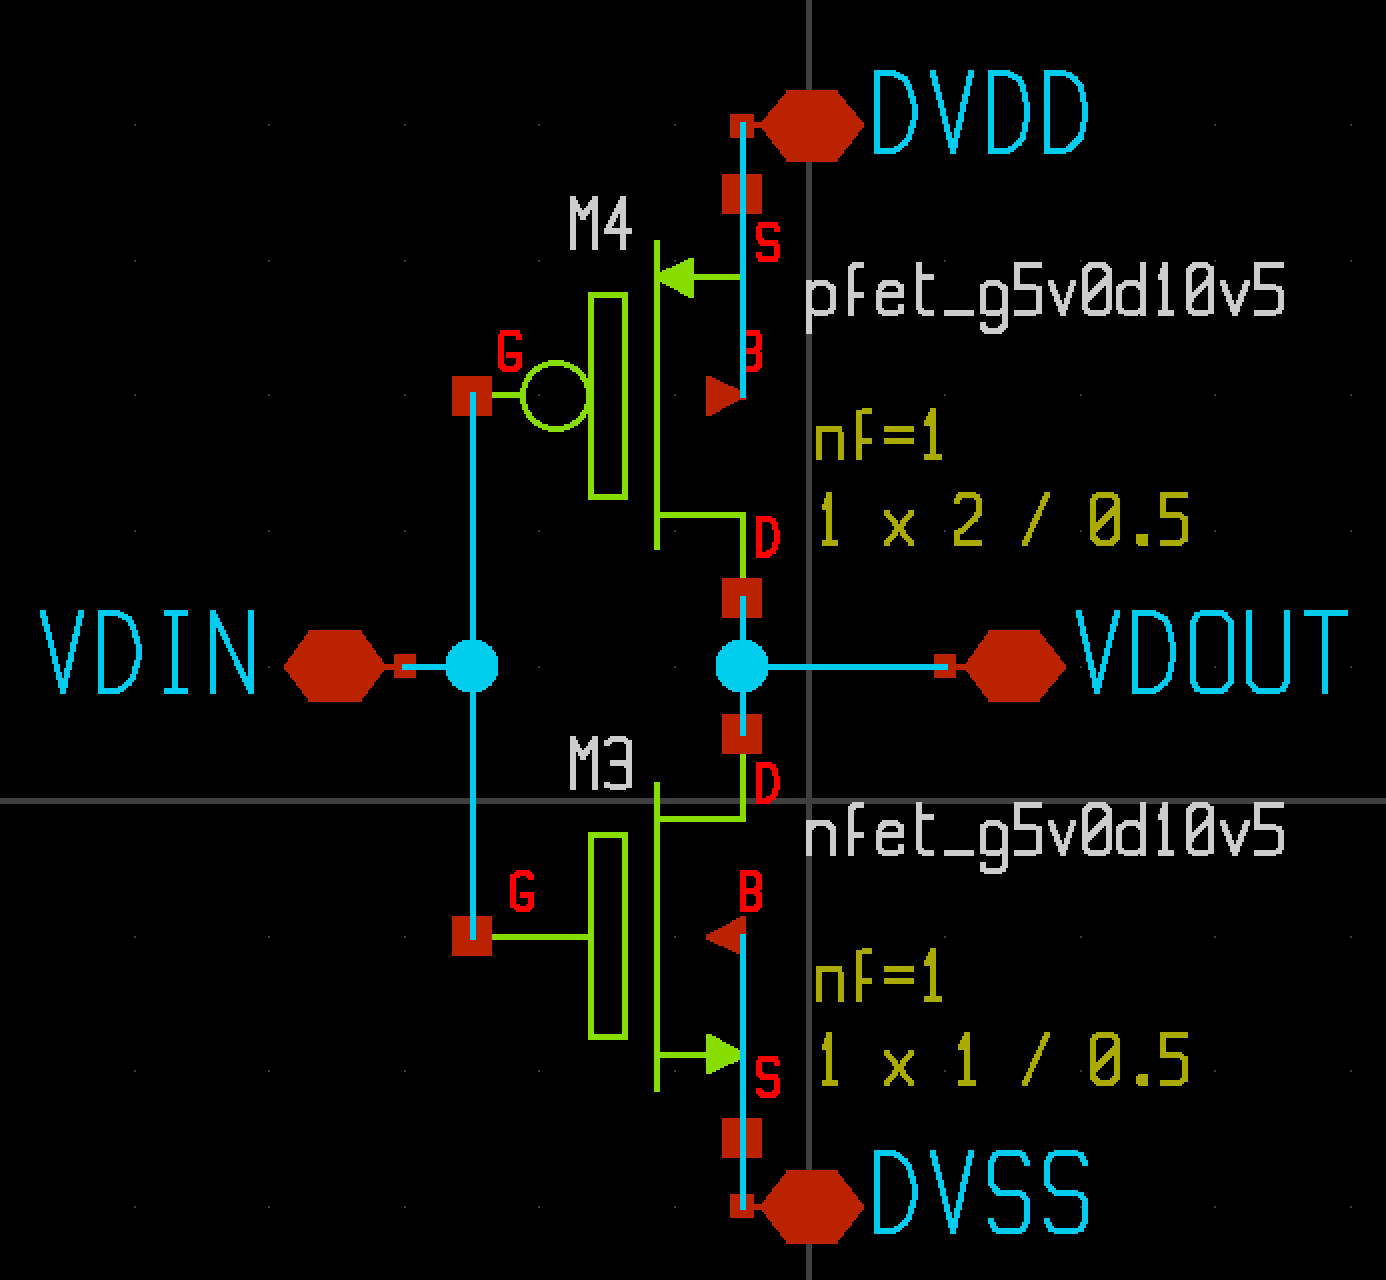 DVDD
M4
S
pfet_g5v0d10v5
G
B
nf=1
1 x 2 / 0.5
D
VDIN
VDOUT
M3
D
nfet_g5v0d10v5
G
B
nf=1
1 x 1 / 0.5
S
DVSS